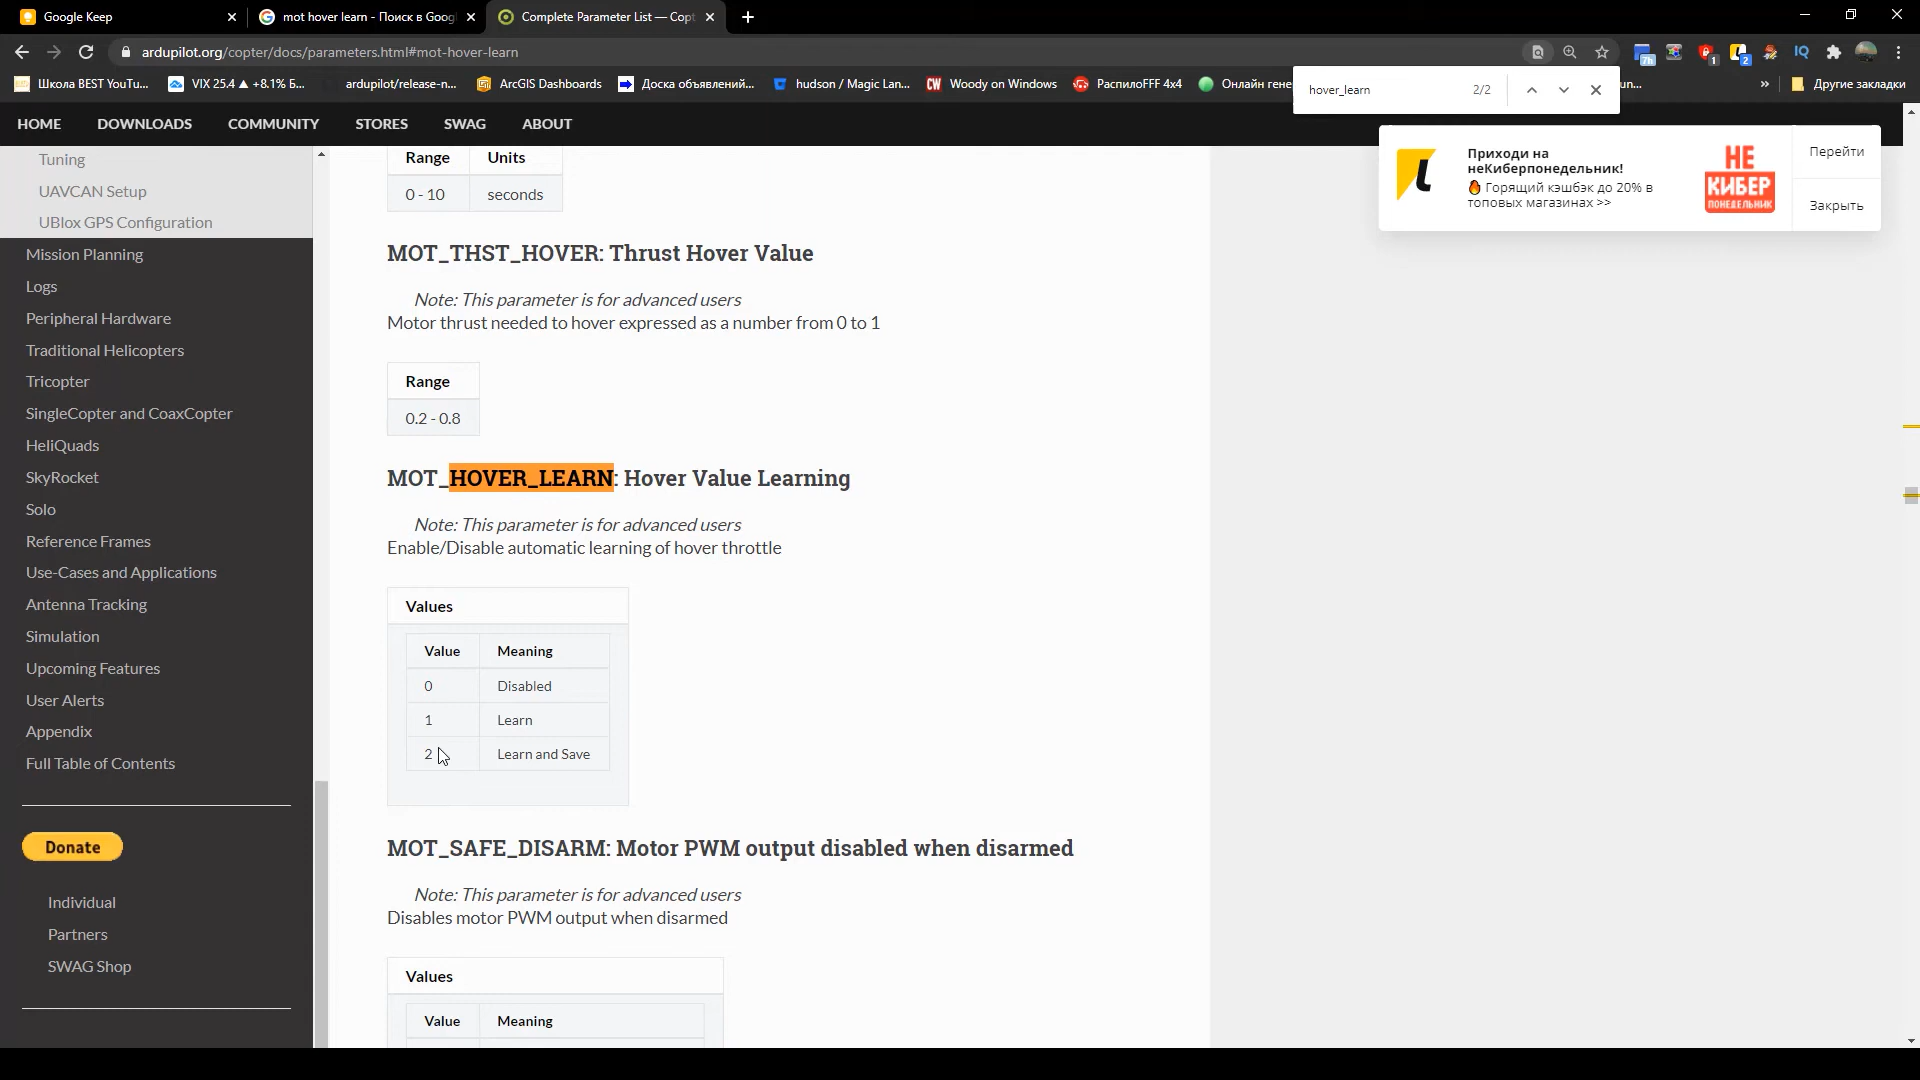 Google Keep
mot hover learn - Поиск в Goog
Complete Parameter List — Copt
ardupilot.org/copter/docs/parameters.html#mot-hover-learn
7h
1
2
IQ
Школа BEST YouTu...
VIX 25.4 ▲ +8.1% Б...
ardupilot/release-n...
ArcGIS Dashboards
Доска объявлений...
hudson / Magic Lan...
CW Woody on Windows
РаспилоFFF 4x4
Онлайн гене
un...
»
Другие закладки
hover_learn
2/2
HOME
DOWNLOADS
COMMUNITY
STORES
SWAG
ABOUT
Приходи на
неКиберпонедельник!
🔥 Горящий кэшбэк до 20% в
топовых магазинах >>
НЕ
КИБЕР
ПОНЕДЕЛЬНИК
Перейти
Закрыть
Tuning
UAVCAN Setup
UBlox GPS Configuration
Mission Planning
Logs
Peripheral Hardware
Traditional Helicopters
Tricopter
SingleCopter and CoaxCopter
HeliQuads
SkyRocket
Solo
Reference Frames
Use-Cases and Applications
Antenna Tracking
Simulation
Upcoming Features
User Alerts
Appendix
Full Table of Contents
Donate
Individual
Partners
SWAG Shop
Range Units
0 - 10 seconds
MOT_THST_HOVER: Thrust Hover Value
Note: This parameter is for advanced users
Motor thrust needed to hover expressed as a number from 0 to 1
Range
0.2 - 0.8
MOT_HOVER_LEARN: Hover Value Learning
Note: This parameter is for advanced users
Enable/Disable automatic learning of hover throttle
Values
Value Meaning
0 Disabled
1 Learn
2 Learn and Save
MOT_SAFE_DISARM: Motor PWM output disabled when disarmed
Note: This parameter is for advanced users
Disables motor PWM output when disarmed
Values
Value Meaning